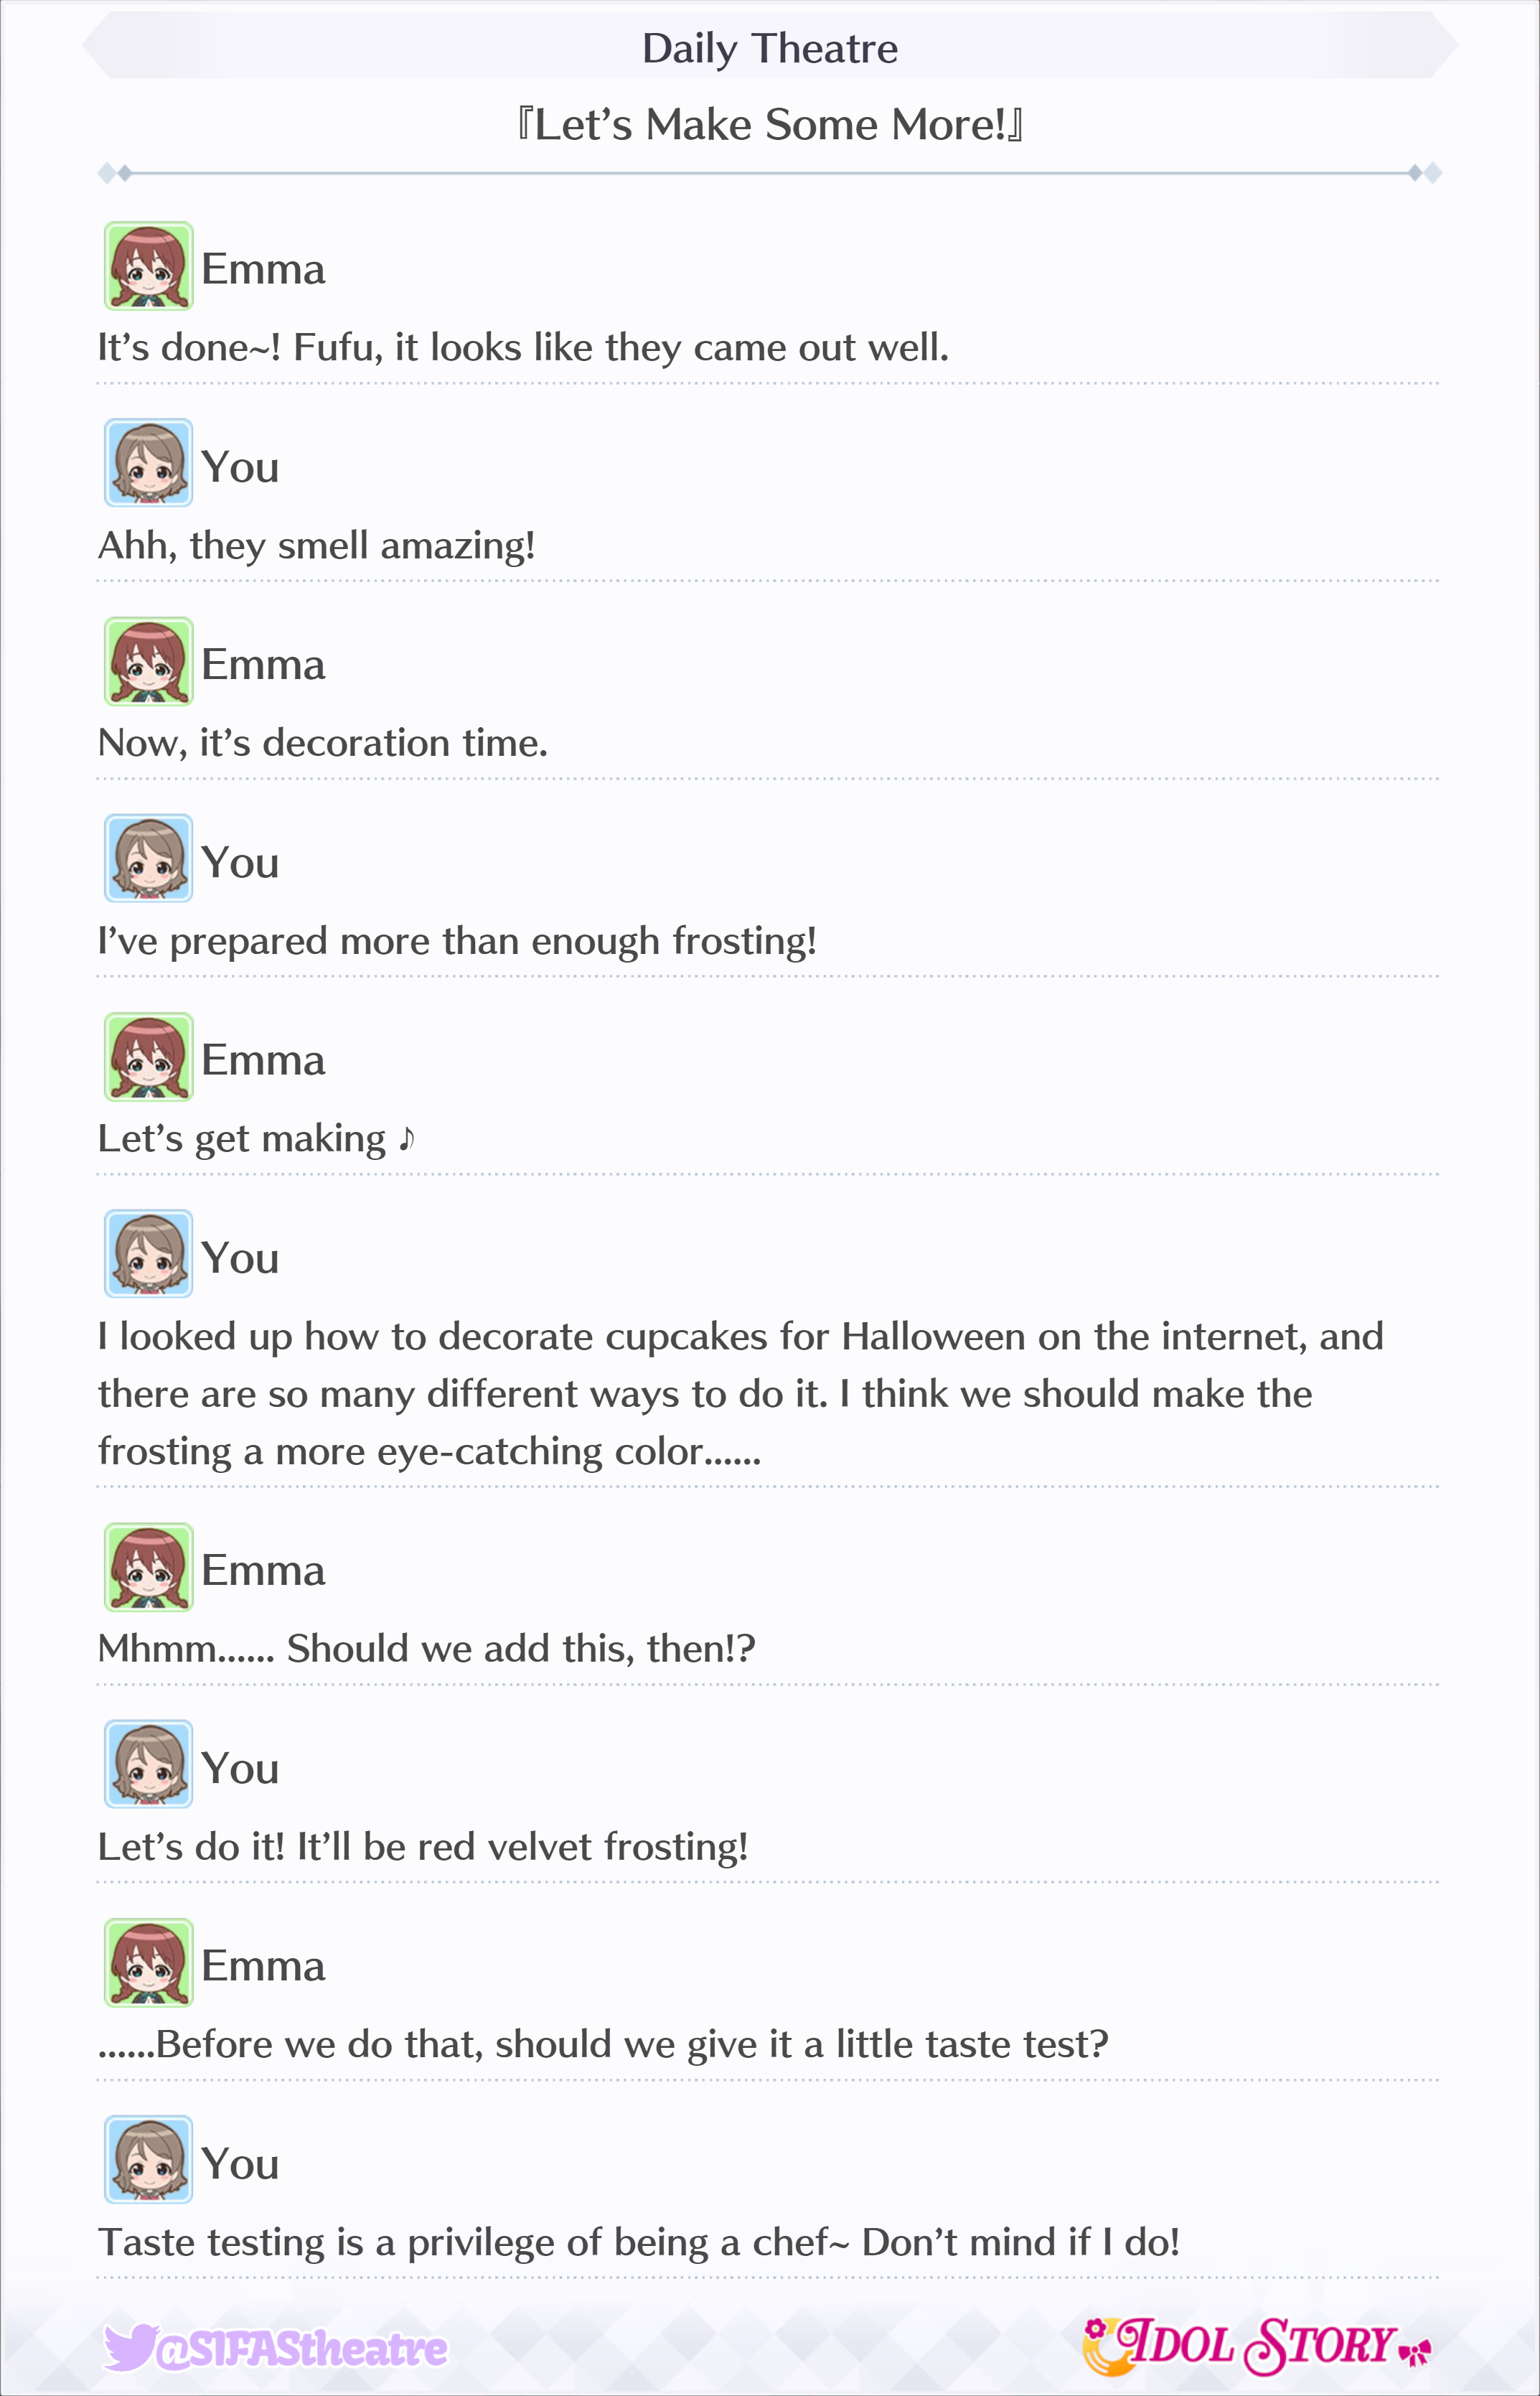 Daily Theatre
『Let's Make Some More!』
Emma
It's done~! Fufu, it looks like they came out well.
You
Ahh, they smell amazing!
Emma
Now, it's decoration time.
You
I've prepared more than enough frosting!
Emma
Let's get making ♪
You
I looked up how to decorate cupcakes for Halloween on the internet, and
there are so many different ways to do it. I think we should make the
frosting a more eye-catching color......
Emma
Mhmm...... Should we add this, then!?
You
Let's do it! It'll be red velvet frosting!
Emma
......Before we do that, should we give it a little taste test?
You
Taste testing is a privilege of being a chef~ Don't mind if I do!
@SIFAStheatre
IDOL STORY